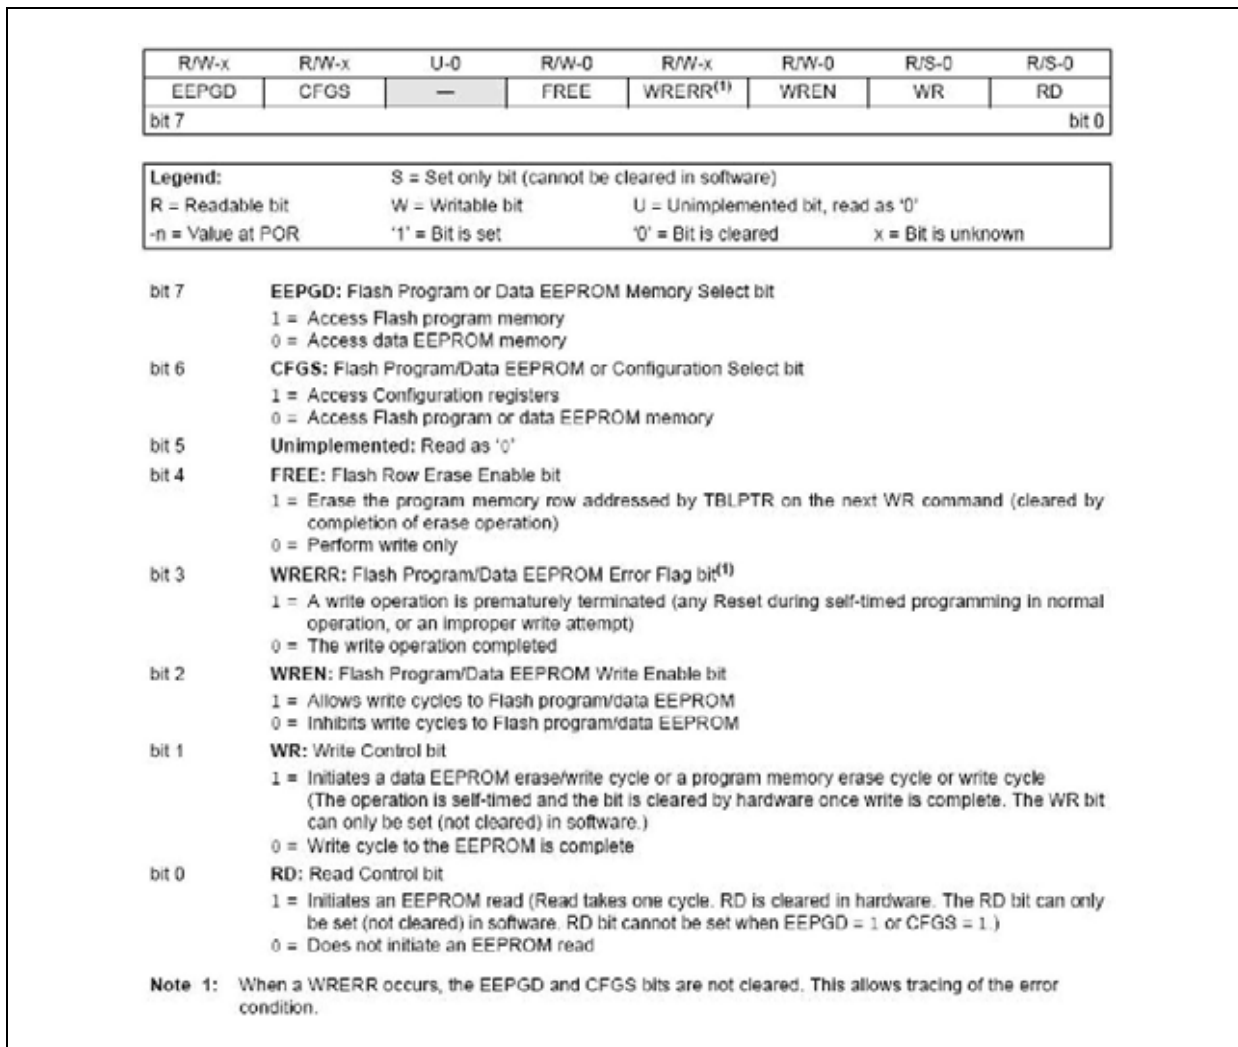 R/W-x R/W-x U-0 R/W-0 R/W-x R/W-0 R/S-0 R/S-0
EEPGD CFGS — FREE WRERR(1) WREN WR RD
bit 7 bit 0
Legend: S = Set only bit (cannot be cleared in software)
R = Readable bit W = Writable bit U = Unimplemented bit, read as ‘0’
-n = Value at POR ‘1’ = Bit is set ‘0’ = Bit is cleared x = Bit is unknown
bit 7 EEPGD: Flash Program or Data EEPROM Memory Select bit
1 = Access Flash program memory
0 = Access data EEPROM memory
bit 6 CFGS: Flash Program/Data EEPROM or Configuration Select bit
1 = Access Configuration registers
0 = Access Flash program or data EEPROM memory
bit 5 Unimplemented: Read as ‘0’
bit 4 FREE: Flash Row Erase Enable bit
1 = Erase the program memory row addressed by TBLPTR on the next WR command (cleared by
completion of erase operation)
0 = Perform write only
bit 3 WRERR: Flash Program/Data EEPROM Error Flag bit(1)
1 = A write operation is prematurely terminated (any Reset during self-timed programming in normal
operation, or an improper write attempt)
0 = The write operation completed
bit 2 WREN: Flash Program/Data EEPROM Write Enable bit
1 = Allows write cycles to Flash program/data EEPROM
0 = Inhibits write cycles to Flash program/data EEPROM
bit 1 WR: Write Control bit
1 = Initiates a data EEPROM erase/write cycle or a program memory erase cycle or write cycle
(The operation is self-timed and the bit is cleared by hardware once write is complete. The WR bit
can only be set (not cleared) in software.)
0 = Write cycle to the EEPROM is complete
bit 0 RD: Read Control bit
1 = Initiates an EEPROM read (Read takes one cycle. RD is cleared in hardware. The RD bit can only
be set (not cleared) in software. RD bit cannot be set when EEPGD = 1 or CFGS = 1.)
0 = Does not initiate an EEPROM read
Note 1: When a WRERR occurs, the EEPGD and CFGS bits are not cleared. This allows tracing of the error
condition.